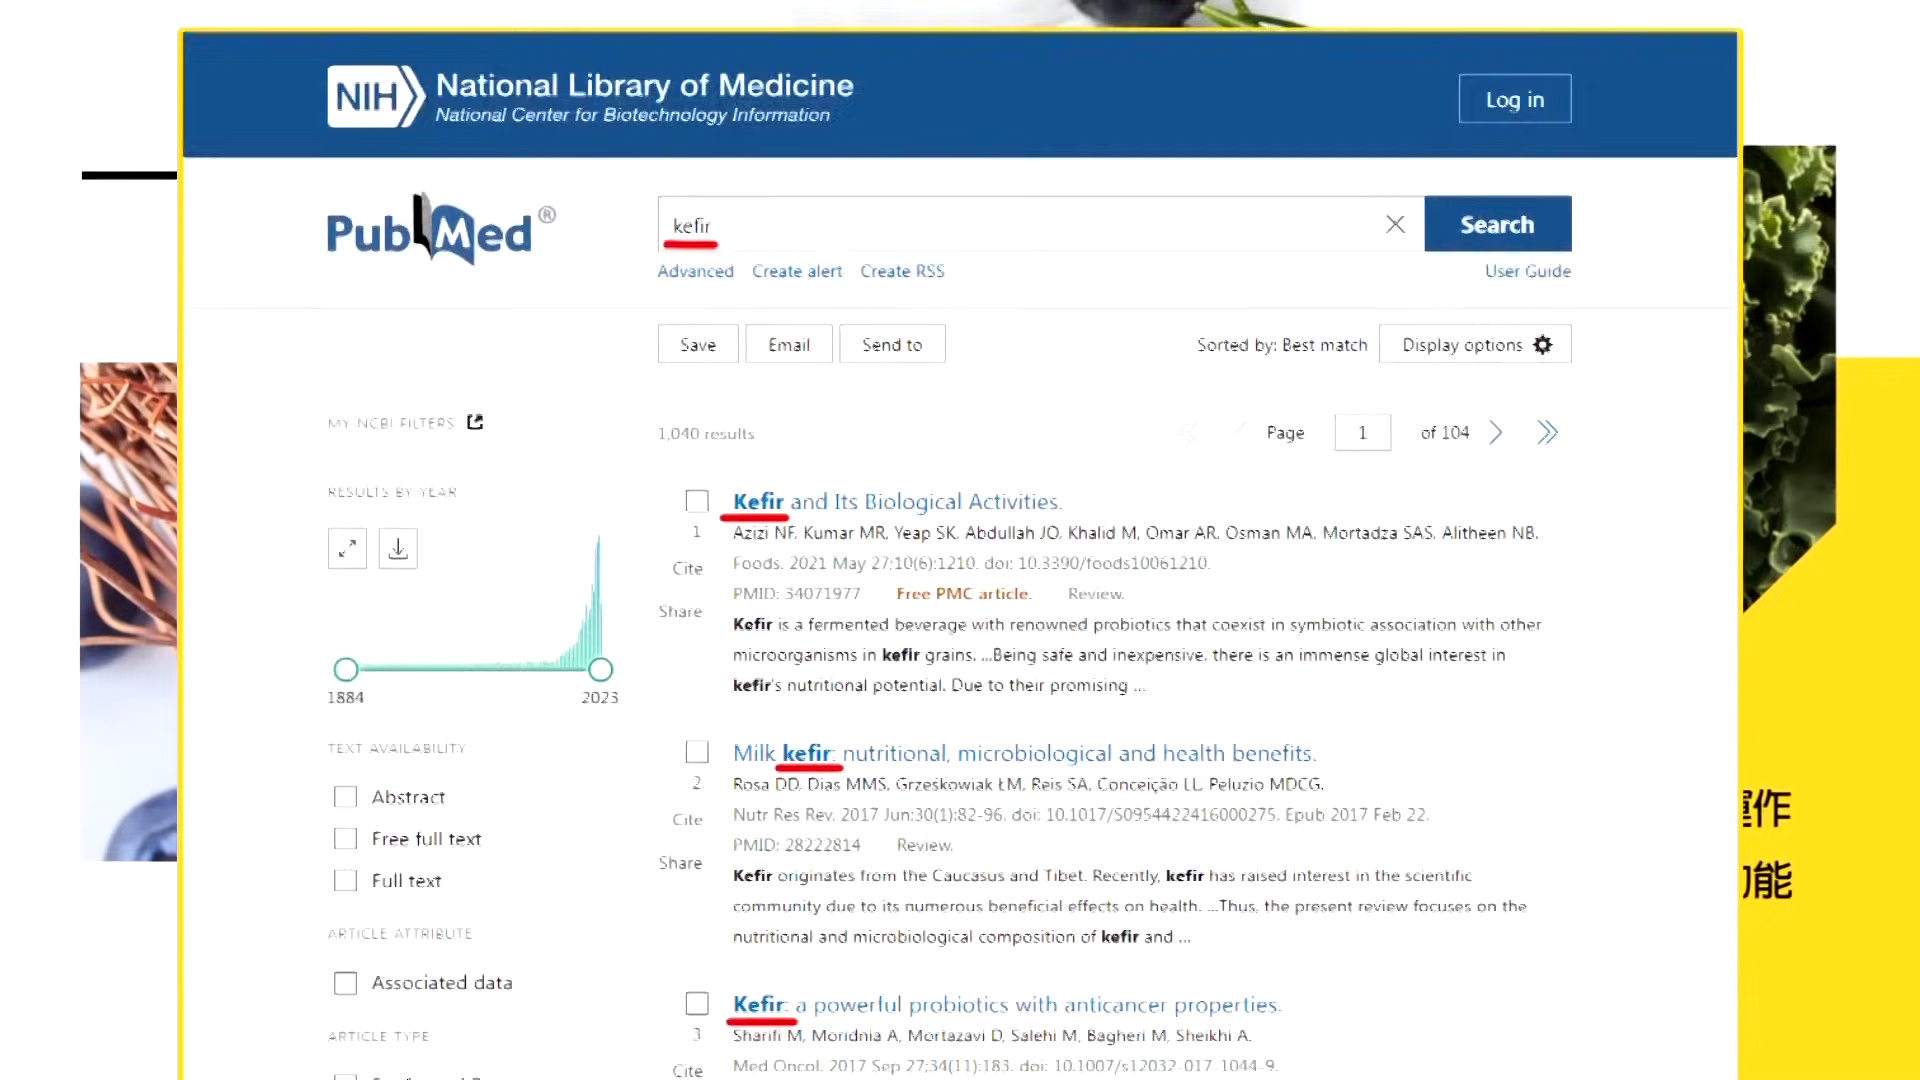 NIH National Library of Medicine
National Center for Biotechnology Information
Log in
PubMed®
kefir
Search
Advanced Create alert Create RSS
User Guide
Save Email Send to
Sorted by: Best match Display options
MY NCBI FILTERS
1,040 results
Page 1 of 104
RESULTS BY YEAR
1884 2023
TEXT AVAILABILITY
Abstract
Free full text
Full text
ARTICLE ATTRIBUTE
Associated data
ARTICLE TYPE
Kefir and Its Biological Activities.
1
Azizi NF, Kumar MR, Yeap SK, Abdullah JO, Khalid M, Omar AR, Osman MA, Mortadza SAS, Alitheen NB.
Cite
Foods. 2021 May 27;10(6):1210. doi: 10.3390/foods10061210.
PMID: 34071977 Free PMC article. Review.
Share
Kefir is a fermented beverage with renowned probiotics that coexist in symbiotic association with other
microorganisms in kefir grains. ...Being safe and inexpensive, there is an immense global interest in
kefir's nutritional potential. Due to their promising ...
Milk kefir: nutritional, microbiological and health benefits.
2
Rosa DD, Dias MMS, Grześkowiak ŁM, Reis SA, Conceição LL, Peluzio MDCG.
Cite
Nutr Res Rev. 2017 Jun;30(1):82-96. doi: 10.1017/S0954422416000275. Epub 2017 Feb 22.
PMID: 28222814 Review.
Share
Kefir originates from the Caucasus and Tibet. Recently, kefir has raised interest in the scientific
community due to its numerous beneficial effects on health. ...Thus, the present review focuses on the
nutritional and microbiological composition of kefir and ...
Kefir: a powerful probiotics with anticancer properties.
3
Sharifi M, Moridnia A, Mortazavi D, Salehi M, Bagheri M, Sheikhi A.
Cite
Med Oncol. 2017 Sep 27;34(11):183. doi: 10.1007/s12032-017-1044-9.
作
能